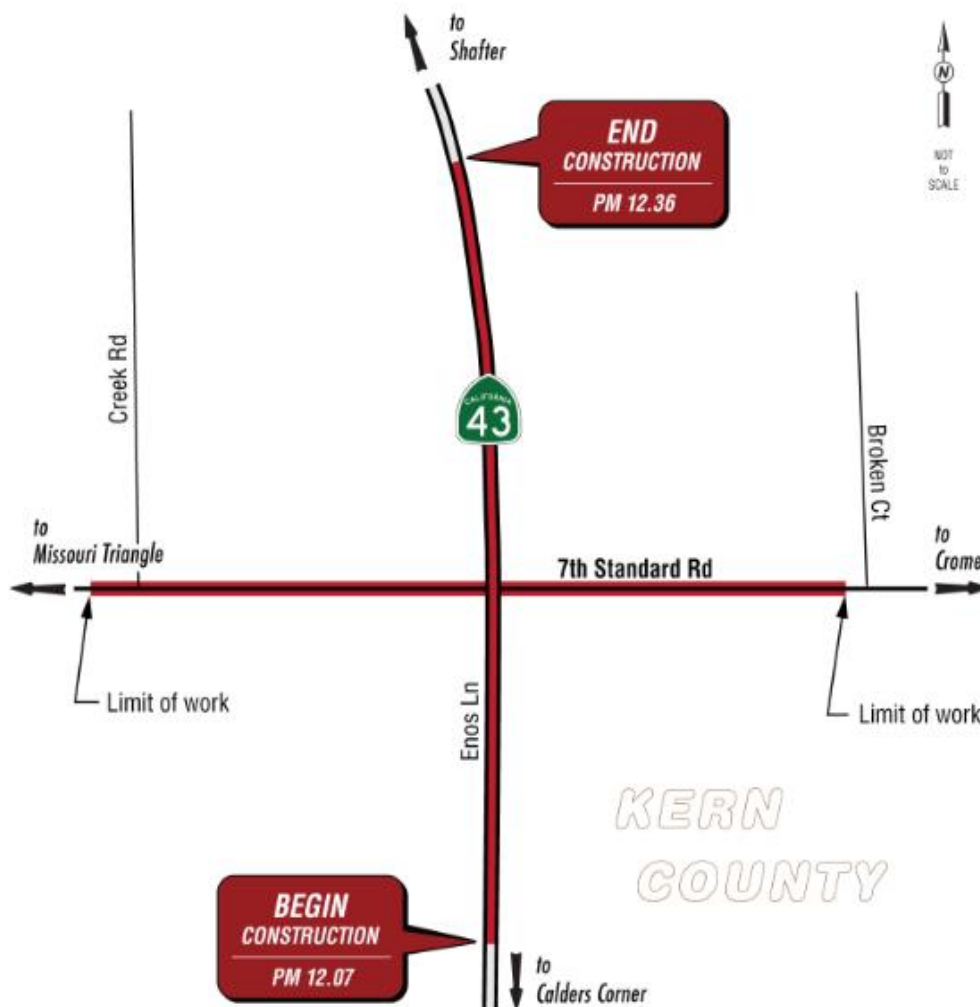 to
Shafter
END
CONSTRUCTION
PM 12.36
N
NOT
to
SCALE
Creek Rd
CALIFORNIA
43
Broken Ct
to
Missouri Triangle
7th Standard Rd
to
Crome
Limit of work
Enos Ln
Limit of work
KERN
COUNTY
BEGIN
CONSTRUCTION
PM 12.07
to
Calders Corner